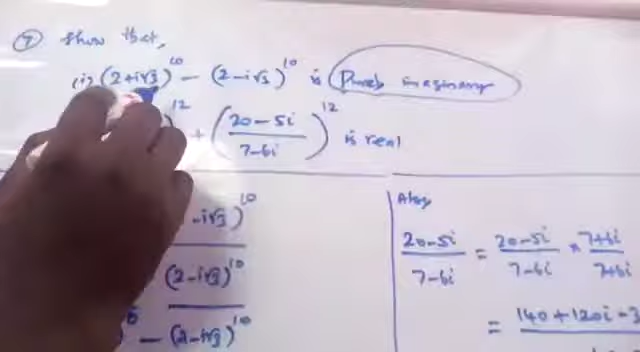 ⑦ Show that,
(i) (2+i√3)^10 − (2−i√3)^10 is Purely imaginary
)^12 + ((20−5i)/(7−6i))^12 is real
−i√3)^10
(2−i√3)^10
− (2−i√3)^10
Also
(20−5i)/(7−6i) = (20−5i)/(7−6i) × (7+6i)/(7+6i)
= 140+120i−3